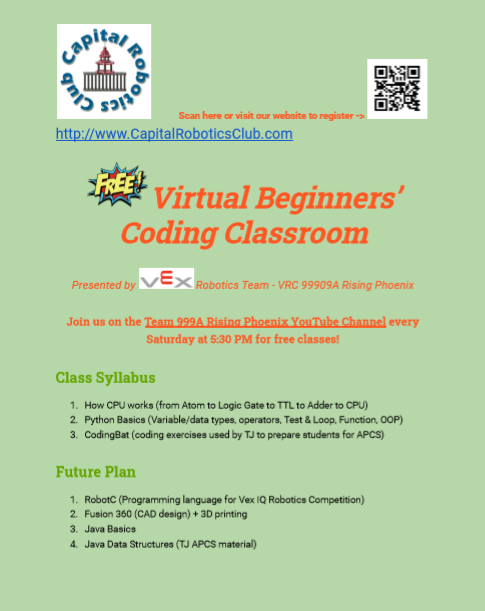 Capital Robotics Club
Scan here or visit our website to register ->
http://www.CapitalRoboticsClub.com
FREE!
Virtual Beginners’
Coding Classroom
Presented by VEX Robotics Team - VRC 99909A Rising Phoenix
Join us on the Team 999A Rising Phoenix YouTube Channel every
Saturday at 5:30 PM for free classes!
Class Syllabus
1. How CPU works (from Atom to Logic Gate to TTL to Adder to CPU)
2. Python Basics (Variable/data types, operators, Test & Loop, Function, OOP)
3. CodingBat (coding exercises used by TJ to prepare students for APCS)
Future Plan
1. RobotC (Programming language for Vex IQ Robotics Competition)
2. Fusion 360 (CAD design) + 3D printing
3. Java Basics
4. Java Data Structures (TJ APCS material)